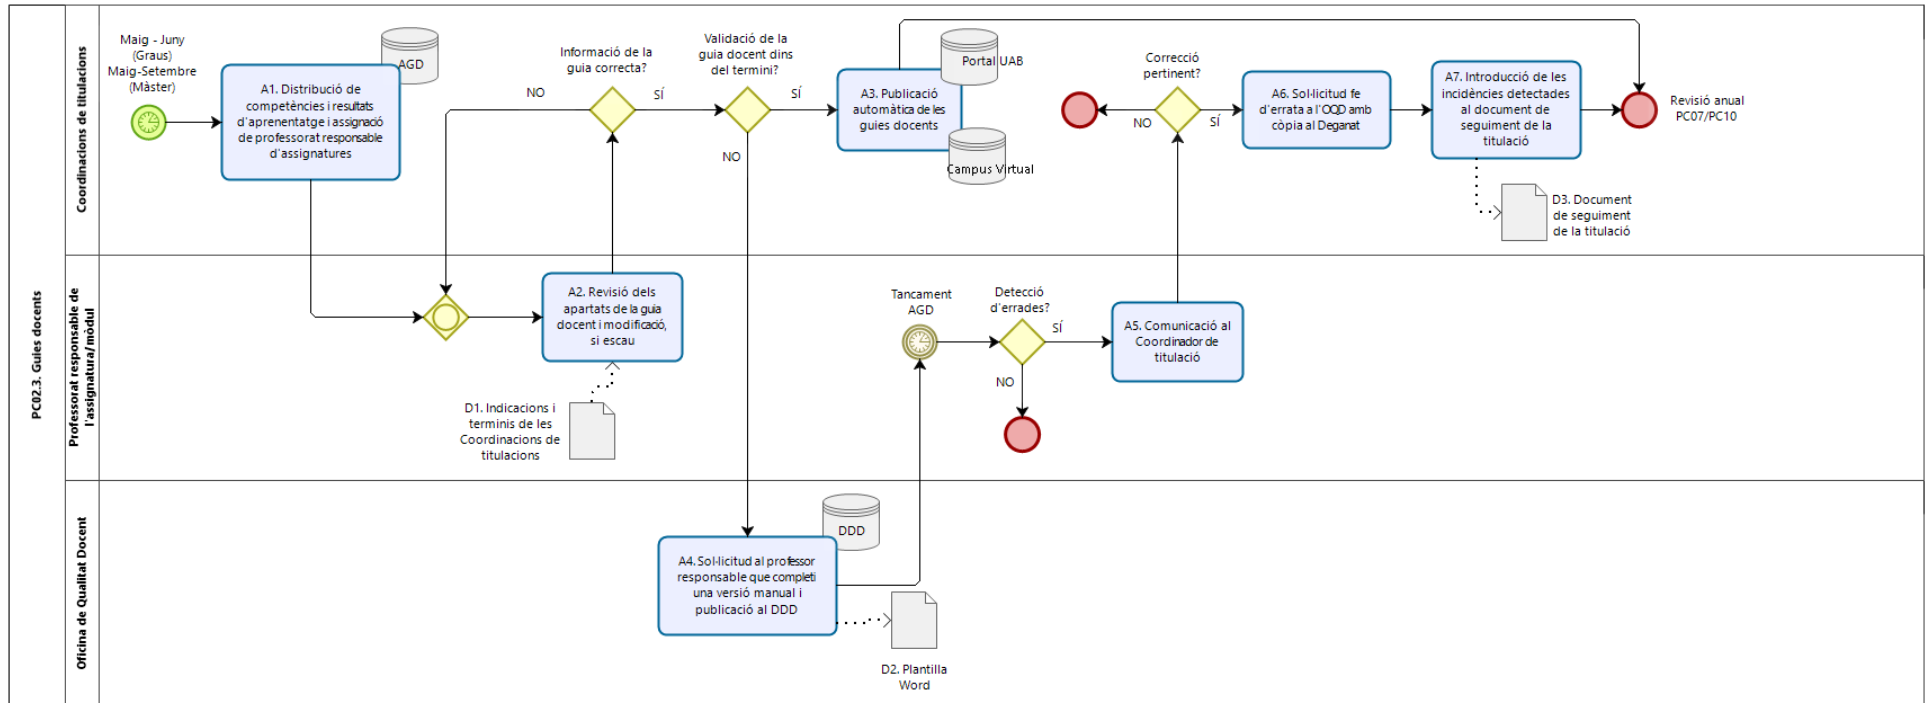 PC02.3. Guies docents
Coordinacions de titulacions
Maig - Juny
(Graus)
Maig-Setembre
(Màster)
A1. Distribució de
competències i resultats
d'aprenentatge i assignació
de professorat responsable
d'assignatures
AGD
Informació de la
guia correcta?
NO
SÍ
Validació de la
guia docent dins
del termini?
SÍ
NO
A3. Publicació
automàtica de les
guies docents
Portal UAB
Campus Virtual
Correcció
pertinent?
NO
SÍ
A6. Sol·licitud fe
d'errata a l'OQD amb
còpia al Deganat
A7. Introducció de les
incidències detectades
al document de
seguiment de la
titulació
Revisió anual
PC07/PC10
D3. Document
de seguiment
de la titulació
Professorat responsable de
l'assignatura/mòdul
A2. Revisió dels
apartats de la guia
docent i modificació,
si escau
D1. Indicacions i
terminis de les
Coordinacions de
titulacions
Tancament
AGD
Detecció
d'errades?
SÍ
NO
A5. Comunicació al
Coordinador de
titulació
Oficina de Qualitat Docent
DDD
A4. Sol·licitud al professor
responsable que completi
una versió manual i
publicació al DDD
D2. Plantilla
Word